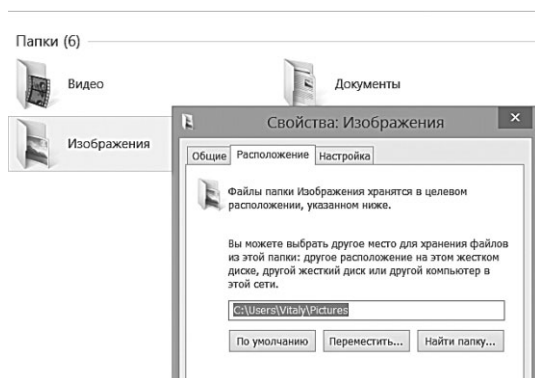 Папки (6)
Видео
Документы
Изображения
Свойства: Изображения
Общие Расположение Настройка
Файлы папки Изображения хранятся в целевом
расположении, указанном ниже.
Вы можете выбрать другое место для хранения файлов
из этой папки: другое расположение на этом жестком
диске, другой жесткий диск или другой компьютер в
этой сети.
C:\Users\Vitaly\Pictures
По умолчанию Переместить... Найти папку...